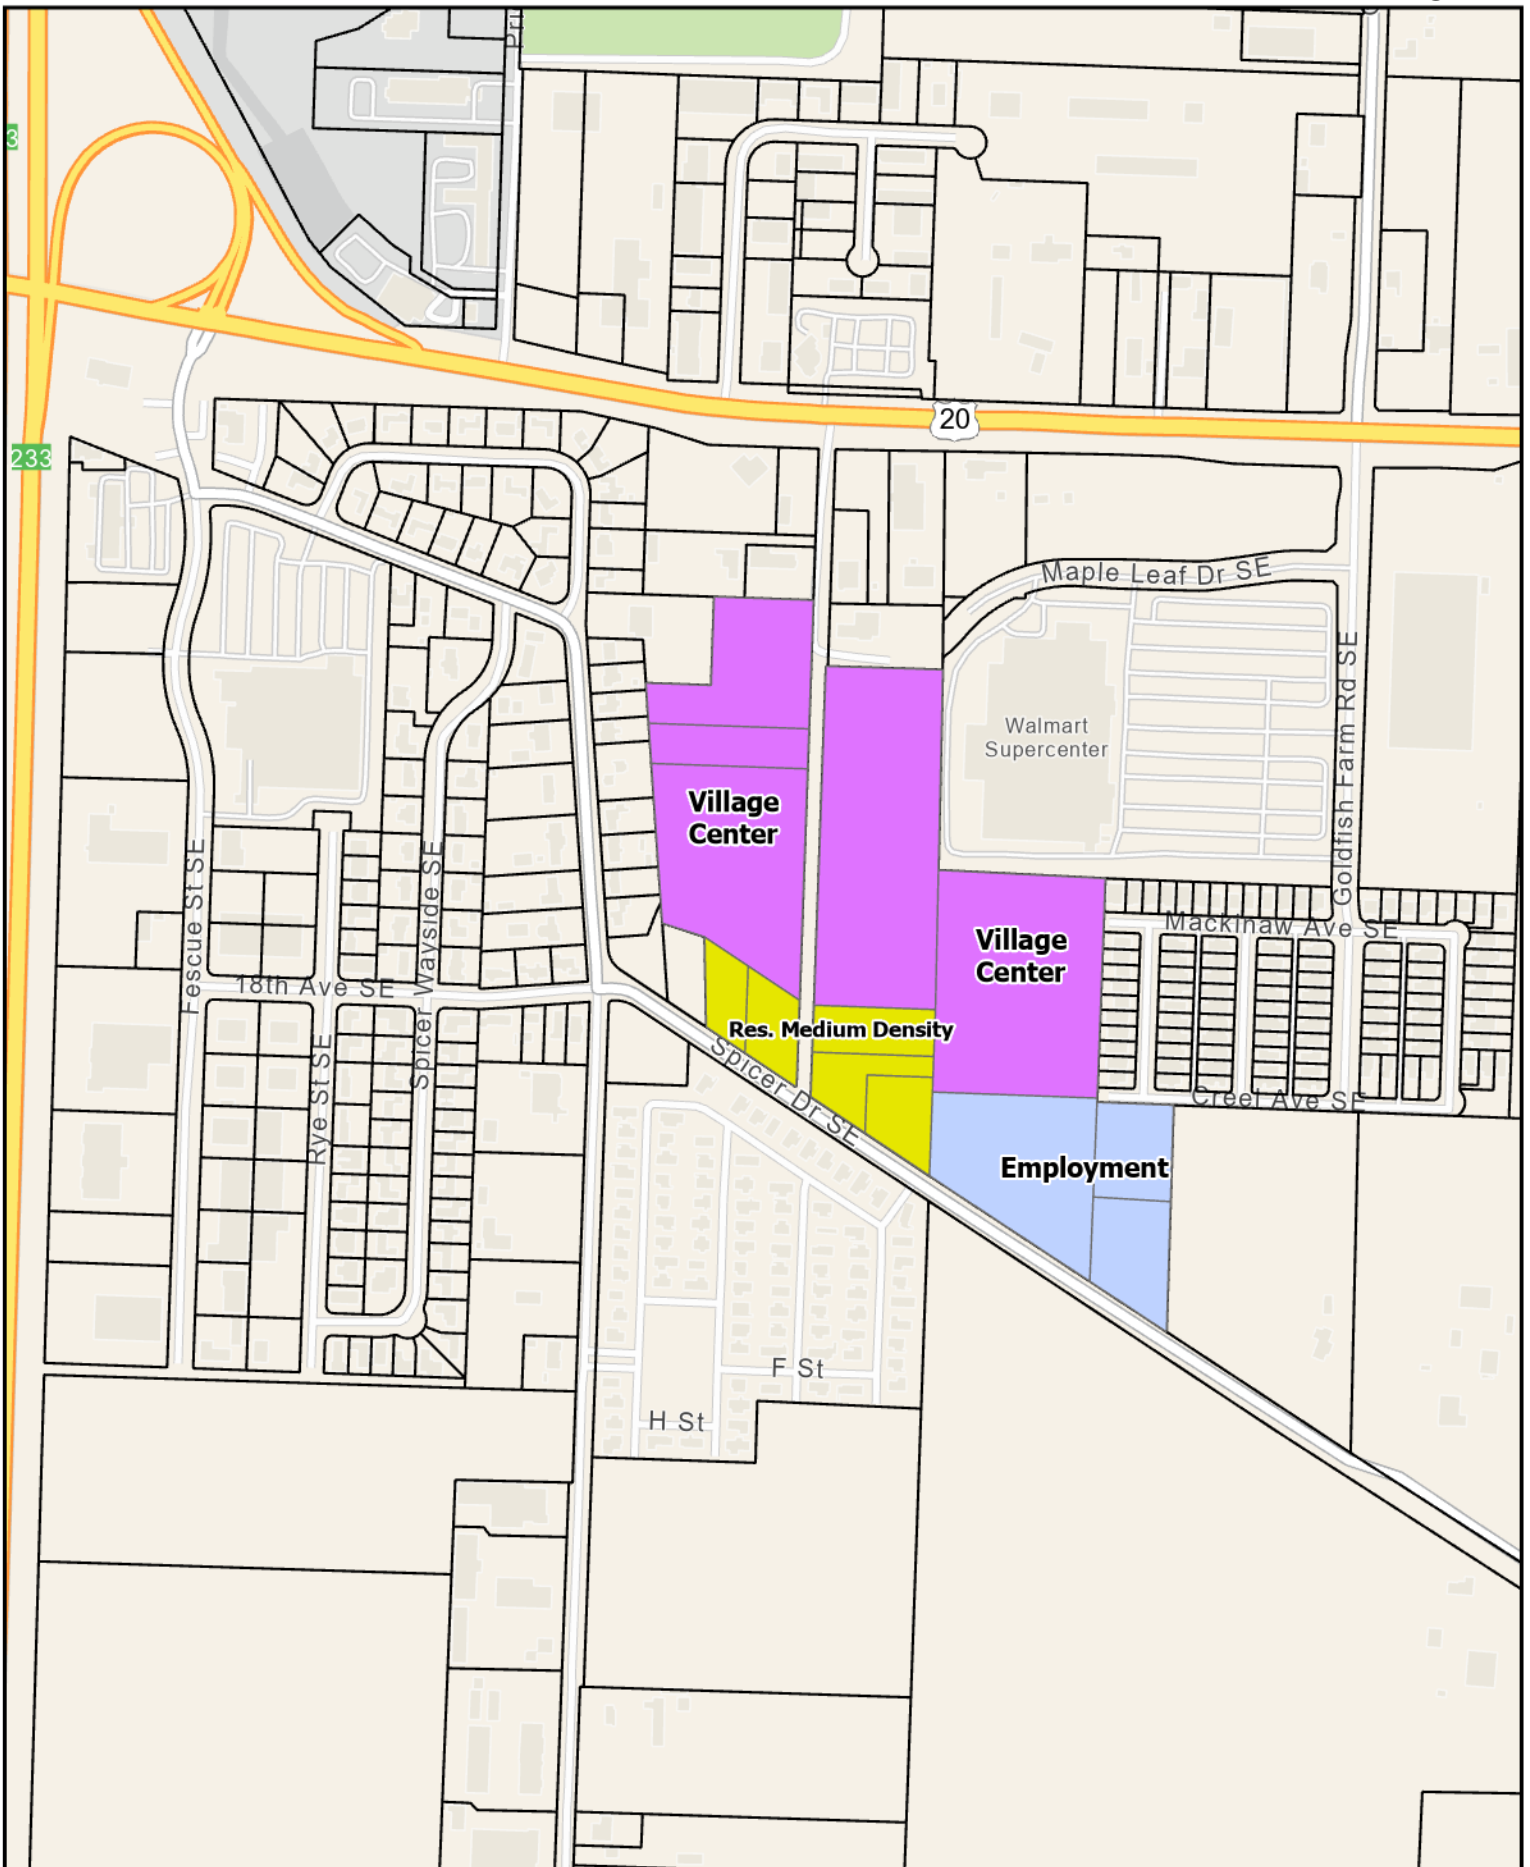 3
20
233
Maple Leaf Dr SE
Goldfish Farm Rd SE
Walmart
Supercenter
Village
Center
Fescue St SE
Spicer Wayside SE
Mackinaw Ave SE
Village
Center
18th Ave SE
Res. Medium Density
Rye St SE
Spicer Dr SE
Creel Ave SE
Employment
F St
H St